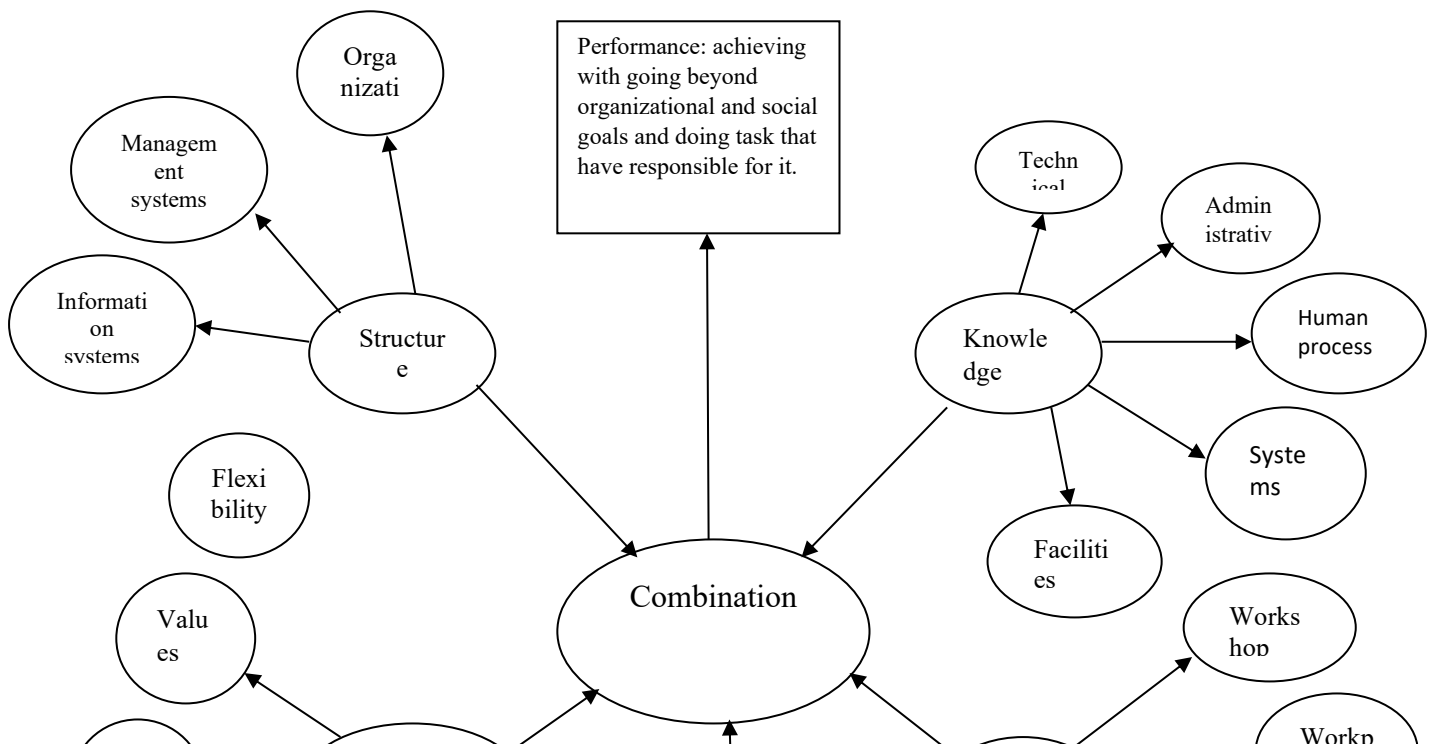 Orga
nizati
Performance: achieving
with going beyond
organizational and social
goals and doing task that
have responsible for it.
Managem
ent
systems
Techn
ical
Admin
istrativ
Informati
on
systems
Structur
e
Knowle
dge
Human
process
Flexi
bility
Syste
ms
Faciliti
es
Combination
Valu
es
Works
hop
Workp